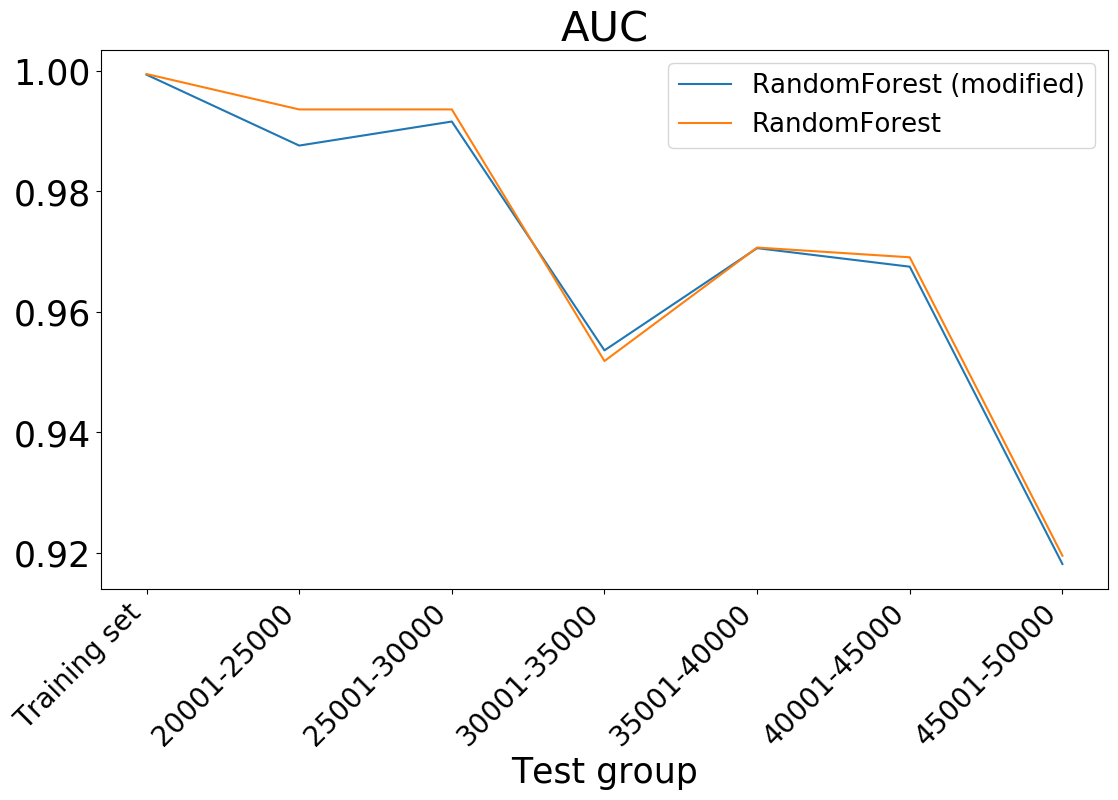 AUC
RandomForest (modified)
RandomForest
1.00
0.98
0.96
0.94
0.92
Training set
20001-25000
25001-30000
30001-35000
35001-40000
40001-45000
45001-50000
Test group